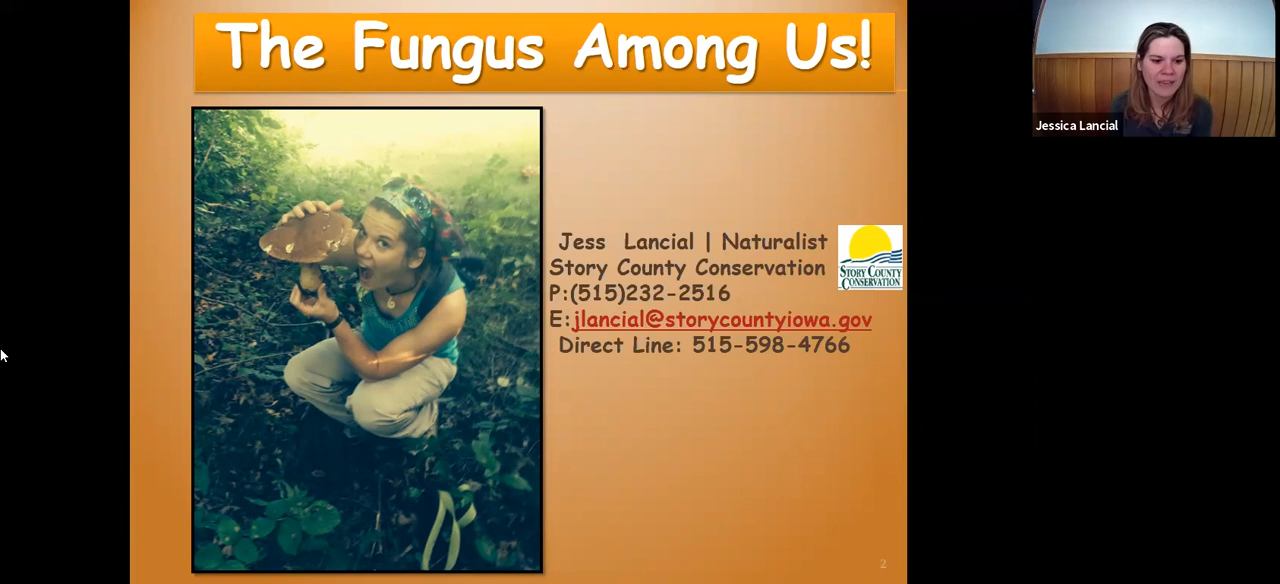 The Fungus Among Us!
Jessica Lancial
Jess Lancial | Naturalist
Story County Conservation
P:(515)232-2516
E:jlancial@storycountyiowa.gov
Direct Line: 515-598-4766
STORY COUNTY
CONSERVATION
2